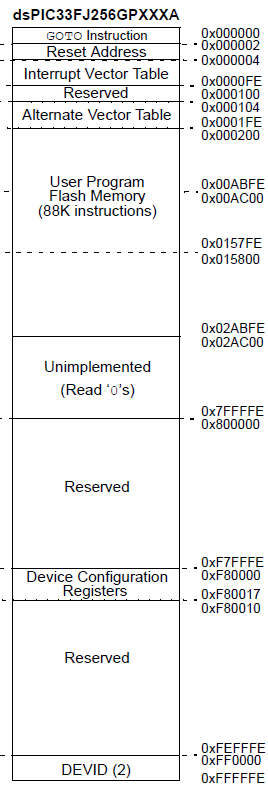 dsPIC33FJ256GPXXXA
GOTO Instruction
0x000000
0x000002
Reset Address
0x000004
Interrupt Vector Table
0x0000FE
Reserved
0x000100
0x000104
Alternate Vector Table
0x0001FE
0x000200
User Program
Flash Memory
(88K instructions)
0x00ABFE
0x00AC00
0x0157FE
0x015800
0x02ABFE
0x02AC00
Unimplemented
(Read ‘0’s)
0x7FFFFE
0x800000
Reserved
0xF7FFFE
0xF80000
Device Configuration
Registers
0xF80017
0xF80010
Reserved
0xFEFFFE
0xFF0000
DEVID (2)
0xFFFFFE